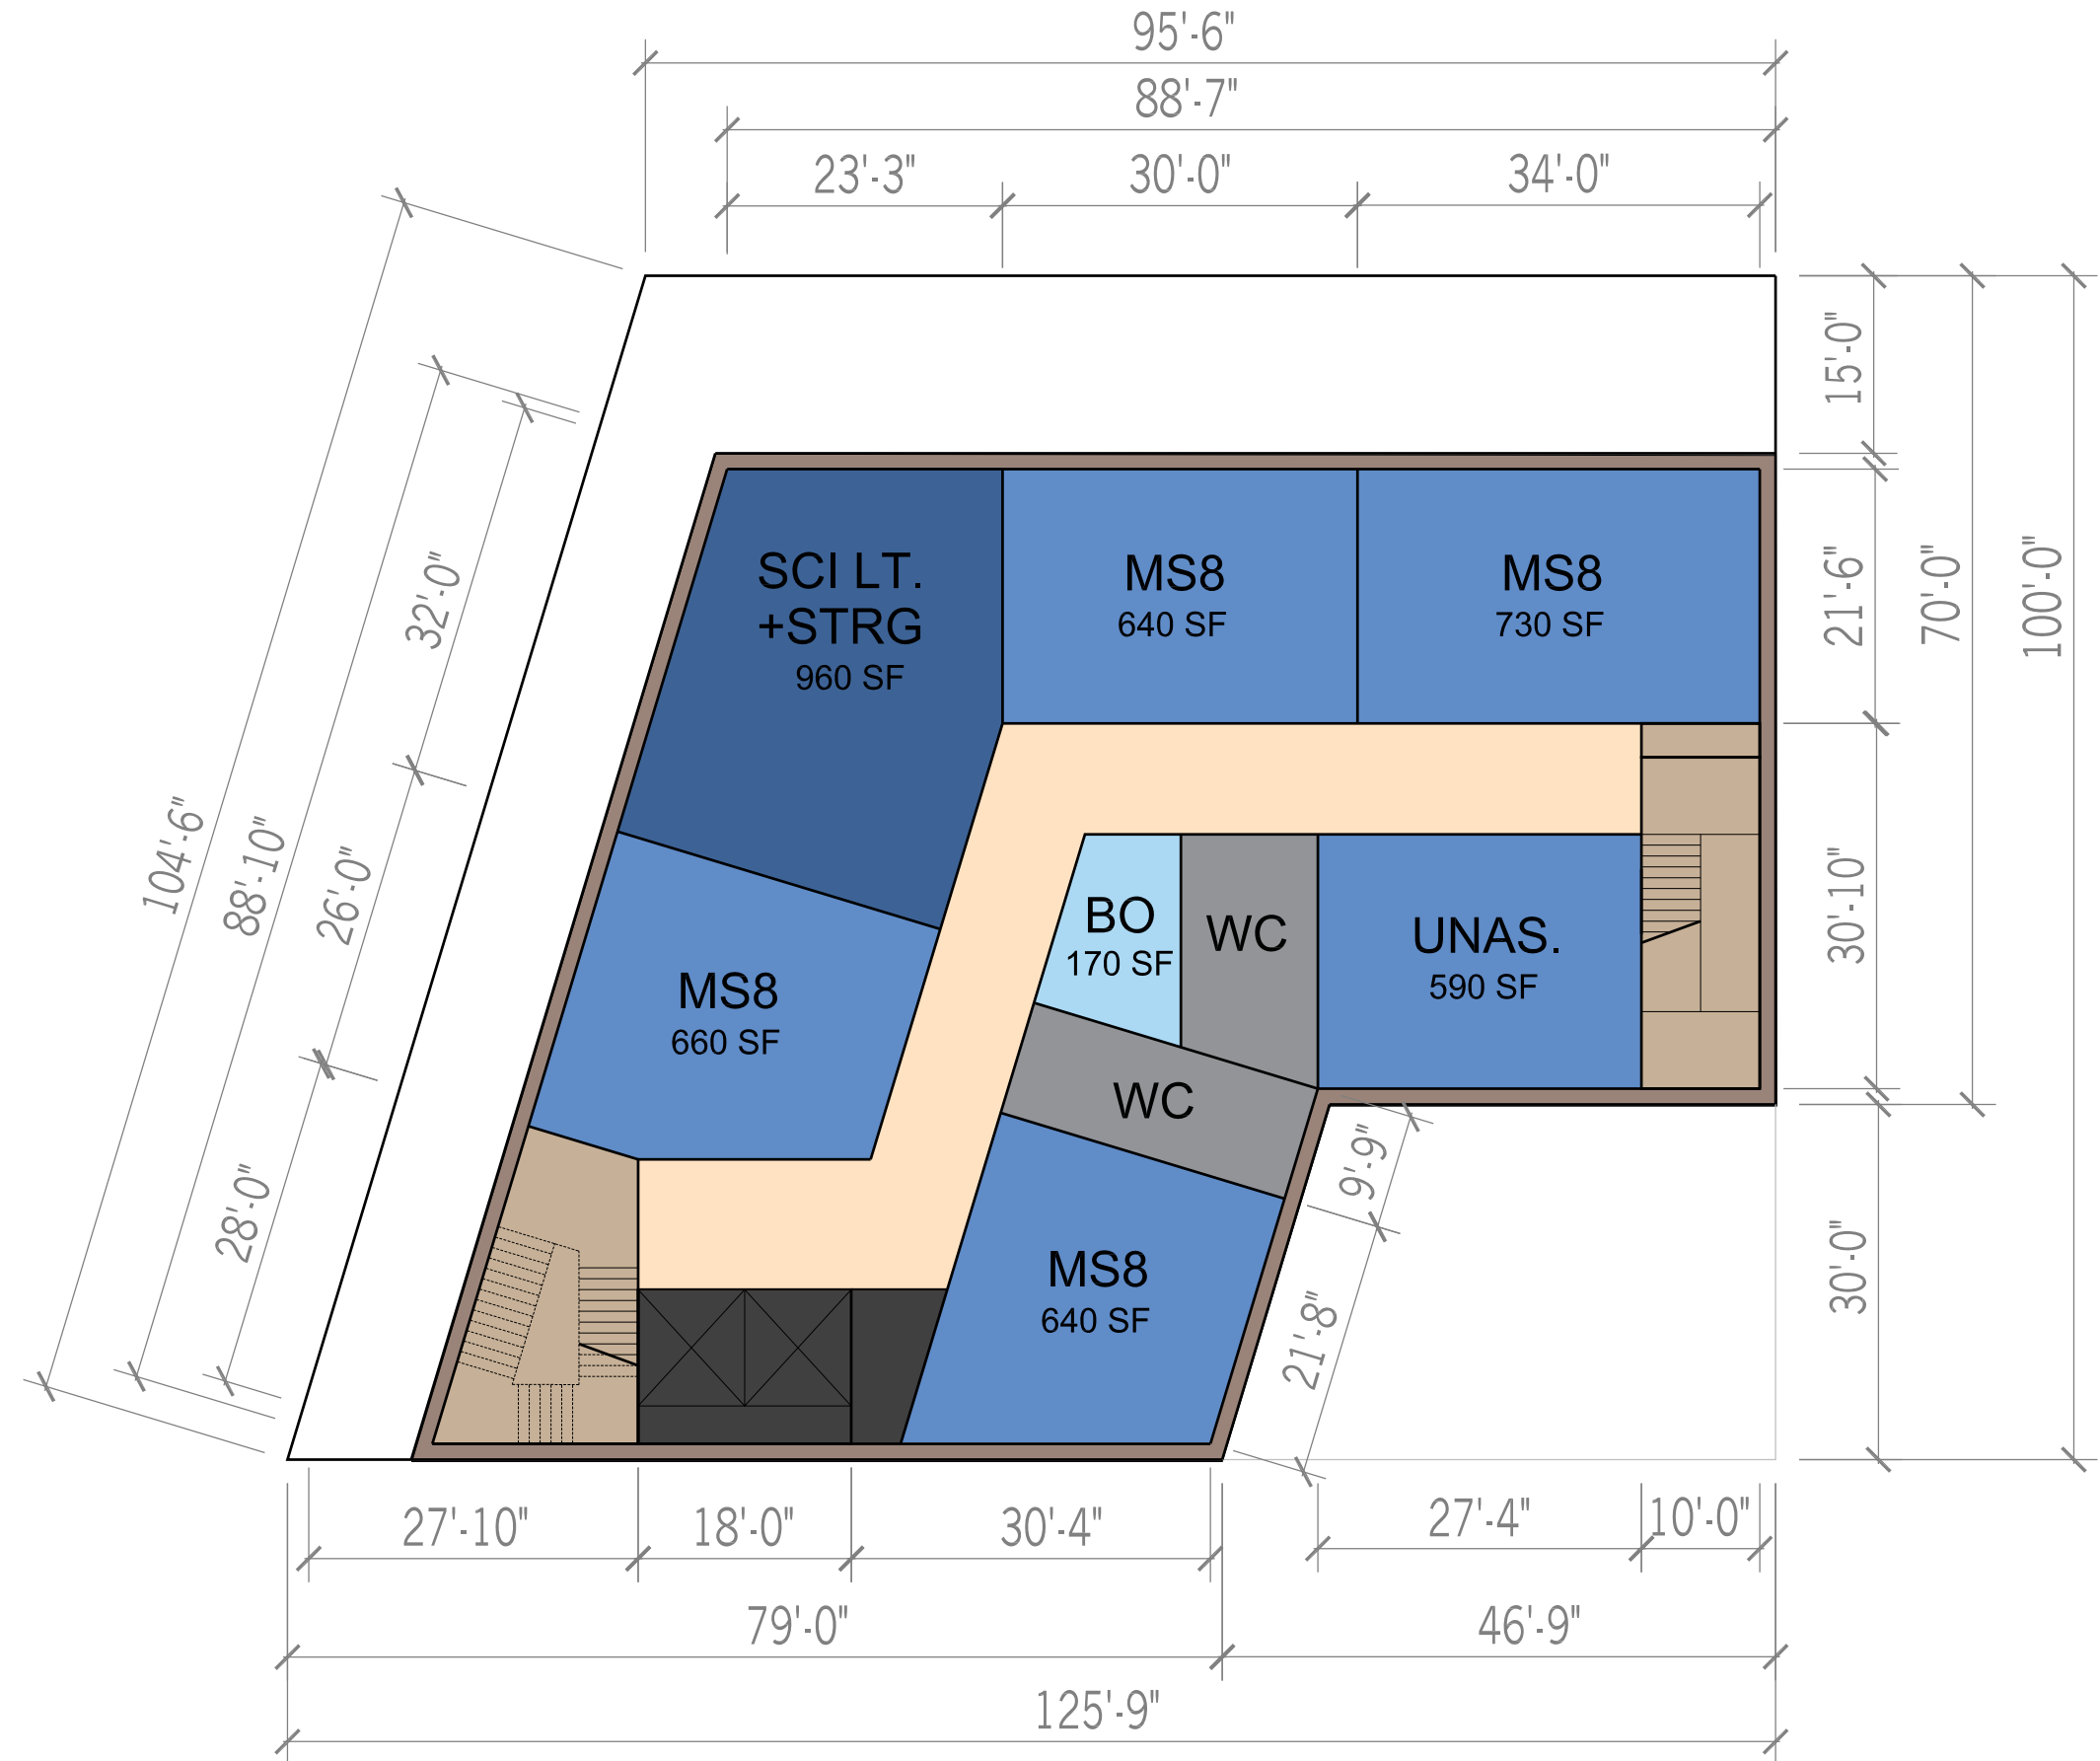 95'-6"
88'-7"
23'-3"
30'-0"
34'-0"
15'-0"
21'-6"
70'-0"
100'-0"
30'-10"
30'-0"
104'-6"
88'-10"
32'-0"
26'-0"
28'-0"
SCI LT.
+STRG
960 SF
MS8
640 SF
MS8
730 SF
MS8
660 SF
BO
170 SF
WC
UNAS.
590 SF
WC
MS8
640 SF
9'-9"
21'-8"
27'-10"
18'-0"
30'-4"
27'-4"
10'-0"
79'-0"
46'-9"
125'-9"